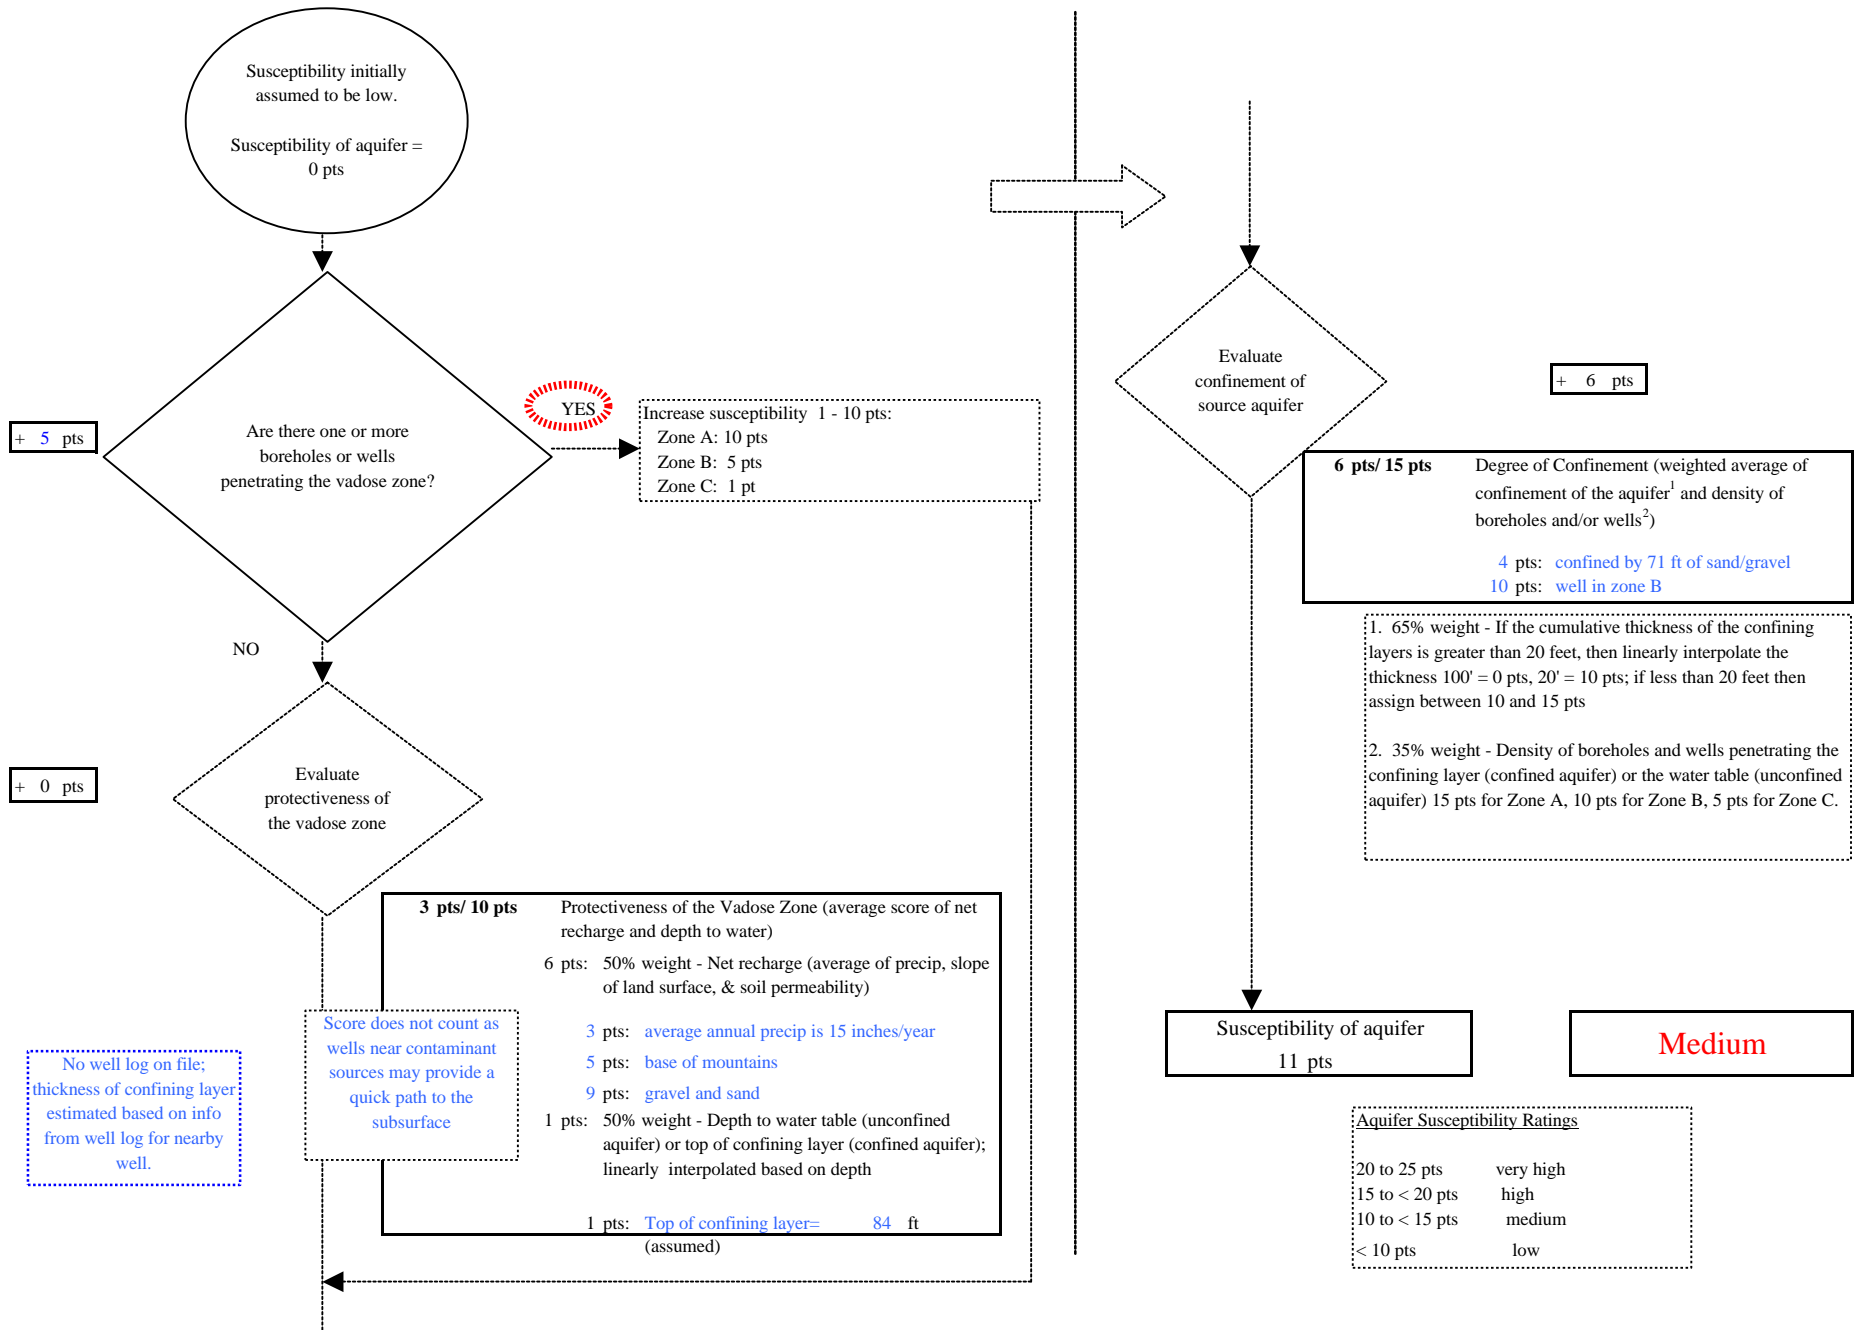 Susceptibility initially
assumed to be low.
Susceptibility of aquifer =
0 pts
+ 5 pts
Are there one or more
boreholes or wells
penetrating the vadose zone?
YES
Increase susceptibility 1 - 10 pts:
Zone A: 10 pts
Zone B: 5 pts
Zone C: 1 pt
NO
+ 0 pts
Evaluate
protectiveness of
the vadose zone
3 pts/ 10 pts
Protectiveness of the Vadose Zone (average score of net
recharge and depth to water)
6 pts: 50% weight - Net recharge (average of precip, slope
of land surface, & soil permeability)
3 pts: average annual precip is 15 inches/year
5 pts: base of mountains
9 pts: gravel and sand
1 pts: 50% weight - Depth to water table (unconfined
aquifer) or top of confining layer (confined aquifer);
linearly interpolated based on depth
1 pts: Top of confining layer= 84 ft
(assumed)
Score does not count as
wells near contaminant
sources may provide a
quick path to the
subsurface
No well log on file;
thickness of confining layer
estimated based on info
from well log for nearby
well.
Evaluate
confinement of
source aquifer
+ 6 pts
6 pts/ 15 pts
Degree of Confinement (weighted average of
confinement of the aquifer1 and density of
boreholes and/or wells2)
4 pts: confined by 71 ft of sand/gravel
10 pts: well in zone B
1. 65% weight - If the cumulative thickness of the confining
layers is greater than 20 feet, then linearly interpolate the
thickness 100' = 0 pts, 20' = 10 pts; if less than 20 feet then
assign between 10 and 15 pts
2. 35% weight - Density of boreholes and wells penetrating the
confining layer (confined aquifer) or the water table (unconfined
aquifer) 15 pts for Zone A, 10 pts for Zone B, 5 pts for Zone C.
Susceptibility of aquifer
11 pts
Medium
Aquifer Susceptibility Ratings
20 to 25 pts very high
15 to < 20 pts high
10 to < 15 pts medium
< 10 pts low